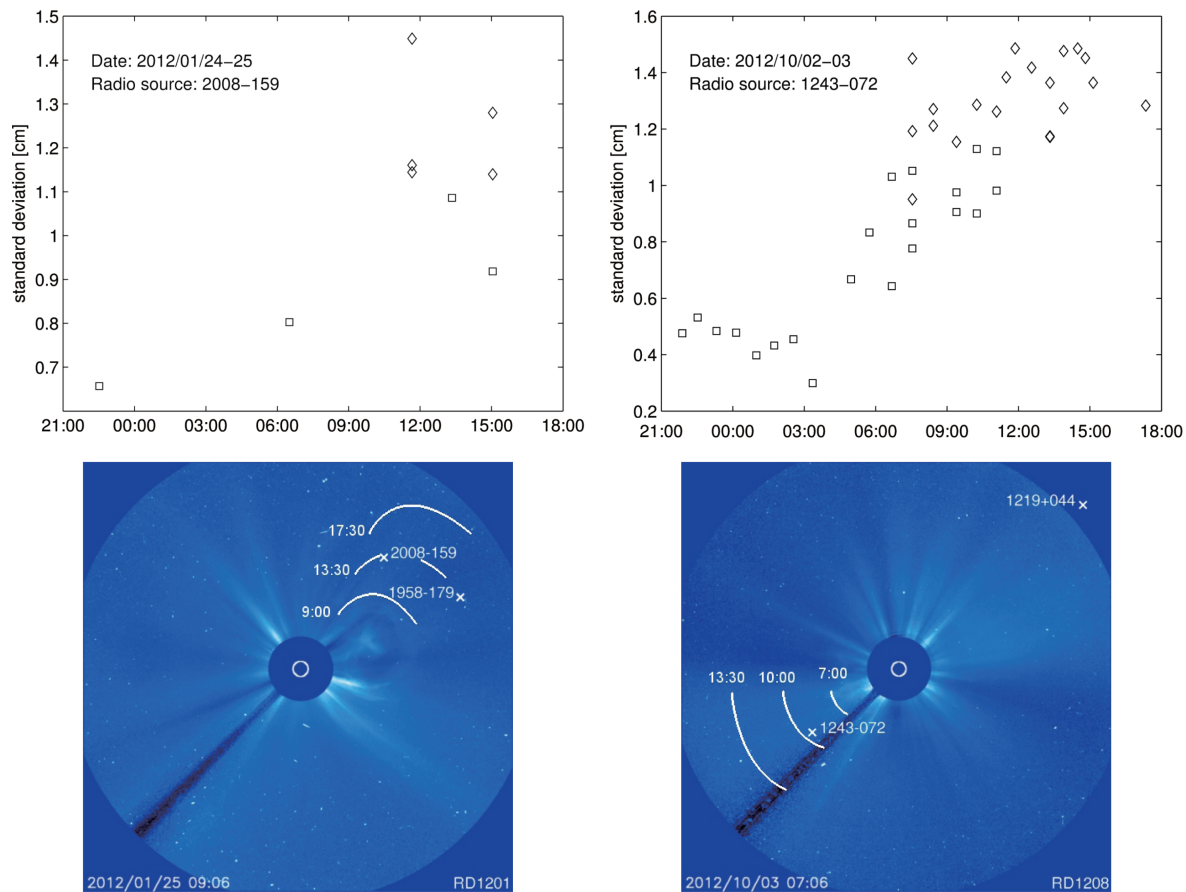 1.5
1.4
1.3
1.2
1.1
1
0.9
0.8
0.7
standard deviation [cm]
Date: 2012/01/24−25
Radio source: 2008−159
21:00 00:00 03:00 06:00 09:00 12:00 15:00 18:00
1.6
1.4
1.2
1
0.8
0.6
0.4
0.2
standard deviation [cm]
Date: 2012/10/02−03
Radio source: 1243−072
21:00 00:00 03:00 06:00 09:00 12:00 15:00 18:00
17:30
2008-159
13:30
1958-179
9:00
2012/01/25 09:06
RD1201
1219+044
13:30 10:00 7:00
1243-072
2012/10/03 07:06
RD1208